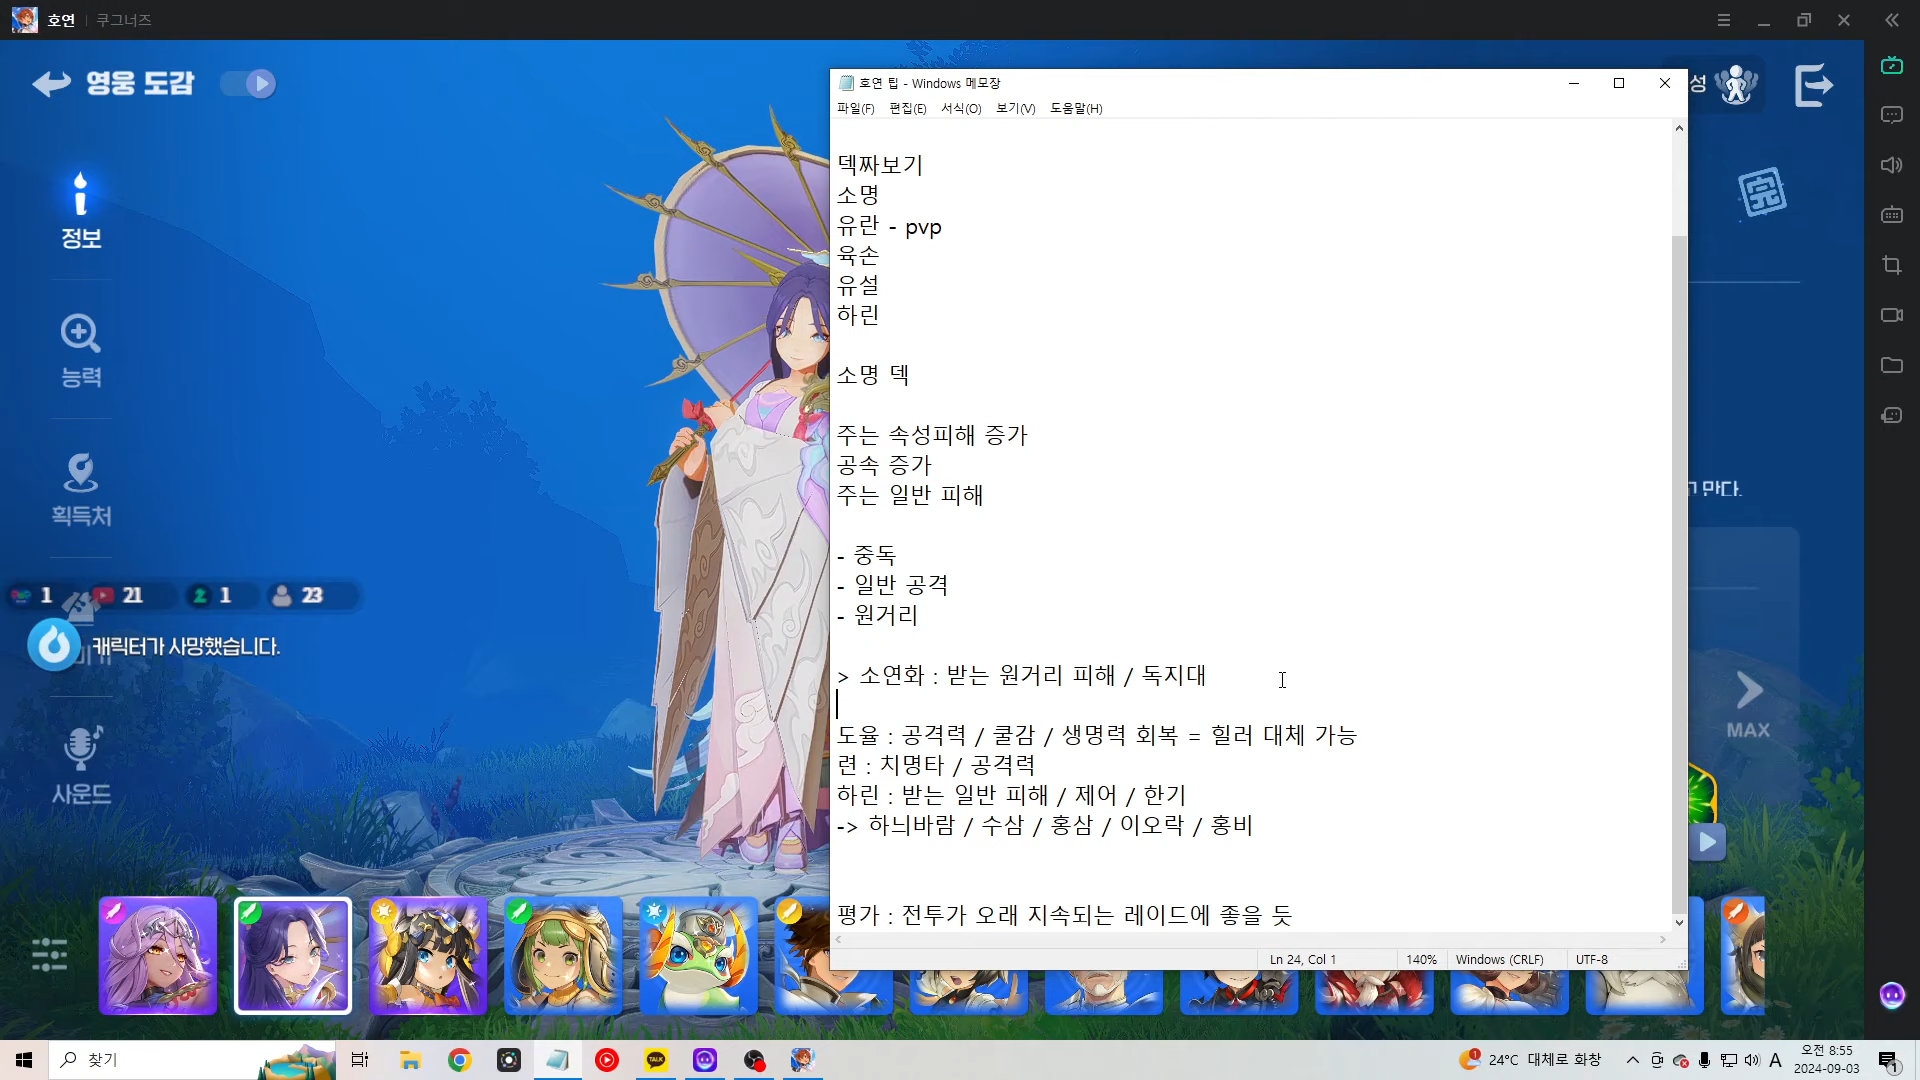 호연 쿠그너즈
영웅 도감
정보
능력
획득처
사운드
1 21 1 23
캐릭터가 사망했습니다.
호연 팁 - Windows 메모장
파일(F) 편집(E) 서식(O) 보기(V) 도움말(H)
덱짜보기
소명
유란 - pvp
육손
유설
하린
소명 덱
주는 속성피해 증가
공속 증가
주는 일반 피해
- 중독
- 일반 공격
- 원거리
> 소연화 : 받는 원거리 피해 / 독지대
도율 : 공격력 / 쿨감 / 생명력 회복 = 힐러 대체 가능
련 : 치명타 / 공격력
하린 : 받는 일반 피해 / 제어 / 한기
-> 하늬바람 / 수삼 / 홍삼 / 이오락 / 홍비
평가 : 전투가 오래 지속되는 레이드에 좋을 듯
Ln 24, Col 1 140% Windows (CRLF) UTF-8
성
完
만다.
MAX
찾기
TALK
1 24°C 대체로 화창
A
오전 8:55
2024-09-03
1